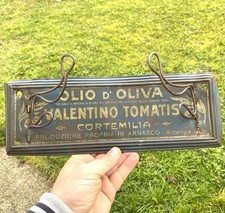 OLIO D' OLIVA
VALENTINO TOMATIS
CORTEMILIA
PRODUZIONE PROPRIA IN ARNASCO